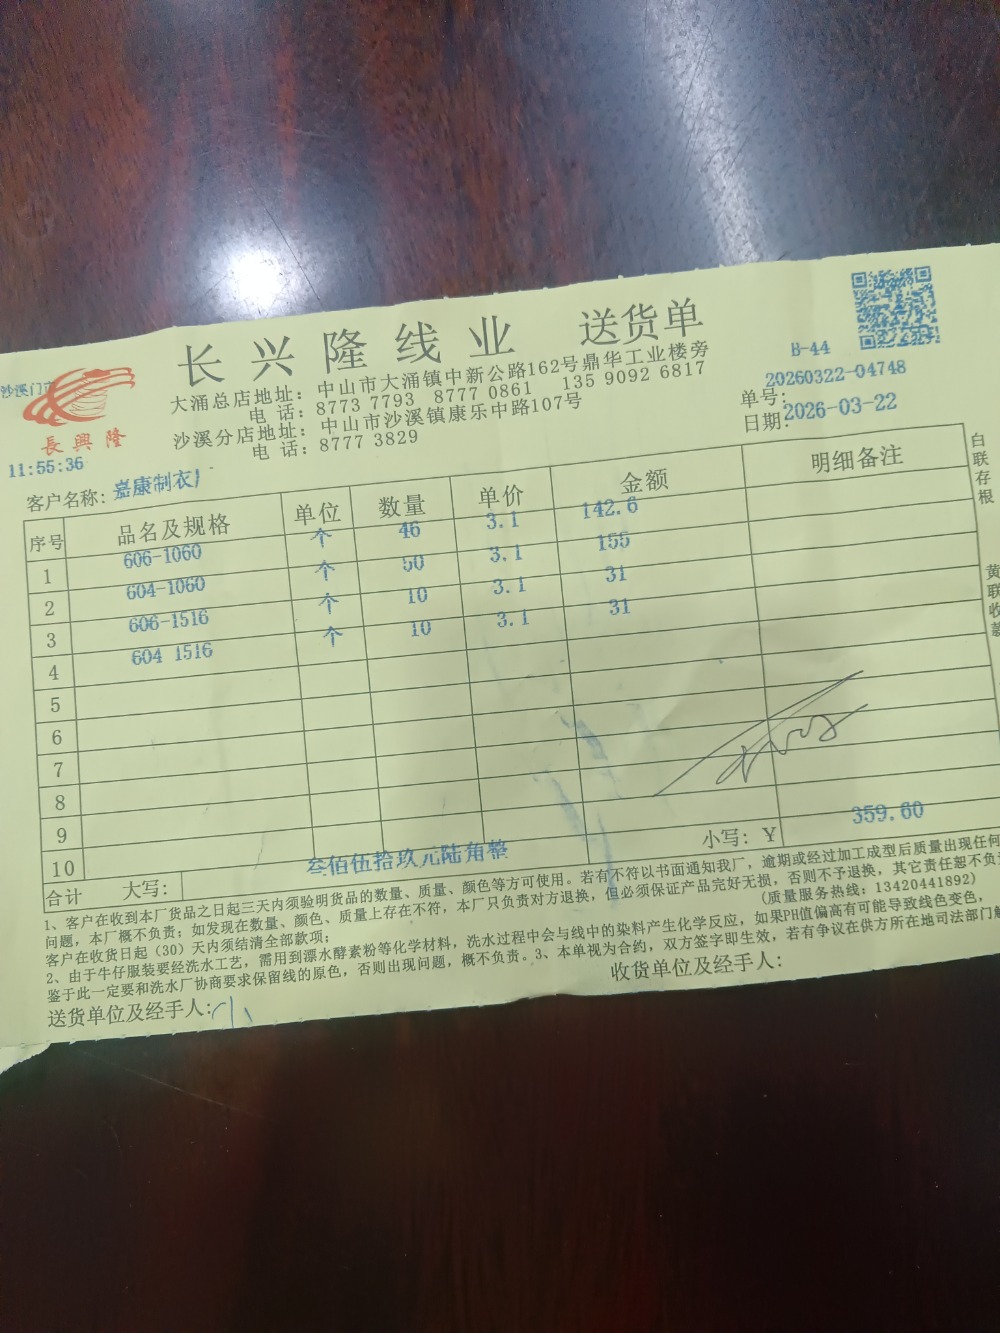 长兴隆线业 送货单
沙溪门市
長興隆
大涌总店地址：中山市大涌镇中新公路162号鼎华工业楼旁
电 话：8773 7793 8777 0861 135 9092 6817
沙溪分店地址：中山市沙溪镇康乐中路107号
电 话：8777 3829
B-44
单号：20260322-04748
日期：2026-03-22
11:55:36
客户名称：嘉康制衣厂
序号 品名及规格 单位 数量 单价 金额 明细备注
1 606-1060 个 46 3.1 142.6
2 604-1060 个 50 3.1 155
3 606-1516 个 10 3.1 31
4 604 1516 个 10 3.1 31
5
6
7
8
9
10
合计 大写：叁佰伍拾玖元陆角整 小写：Y 359.60
白联存根
黄联收款
1、客户在收到本厂货品之日起三天内须验明货品的数量、质量、颜色等方可使用。若有不符以书面通知我厂，逾期或经过加工成型后质量出现任何
问题，本厂概不负责；如发现在数量、颜色、质量上存在不符，本厂只负责对方退换，但必须保证产品完好无损，否则不予退换，其它责任恕不负责
客户在收货日起（30）天内须结清全部款项； （质量服务热线：13420441892）
2、由于牛仔服装要经洗水工艺，需用到漂水酵素粉等化学材料，洗水过程中会与线中的染料产生化学反应，如果PH值偏高有可能导致线色变色，
鉴于此一定要和洗水厂协商要求保留线的原色，否则出现问题，概不负责。3、本单视为合约，双方签字即生效，若有争议在供方所在地司法部门
送货单位及经手人： 收货单位及经手人：